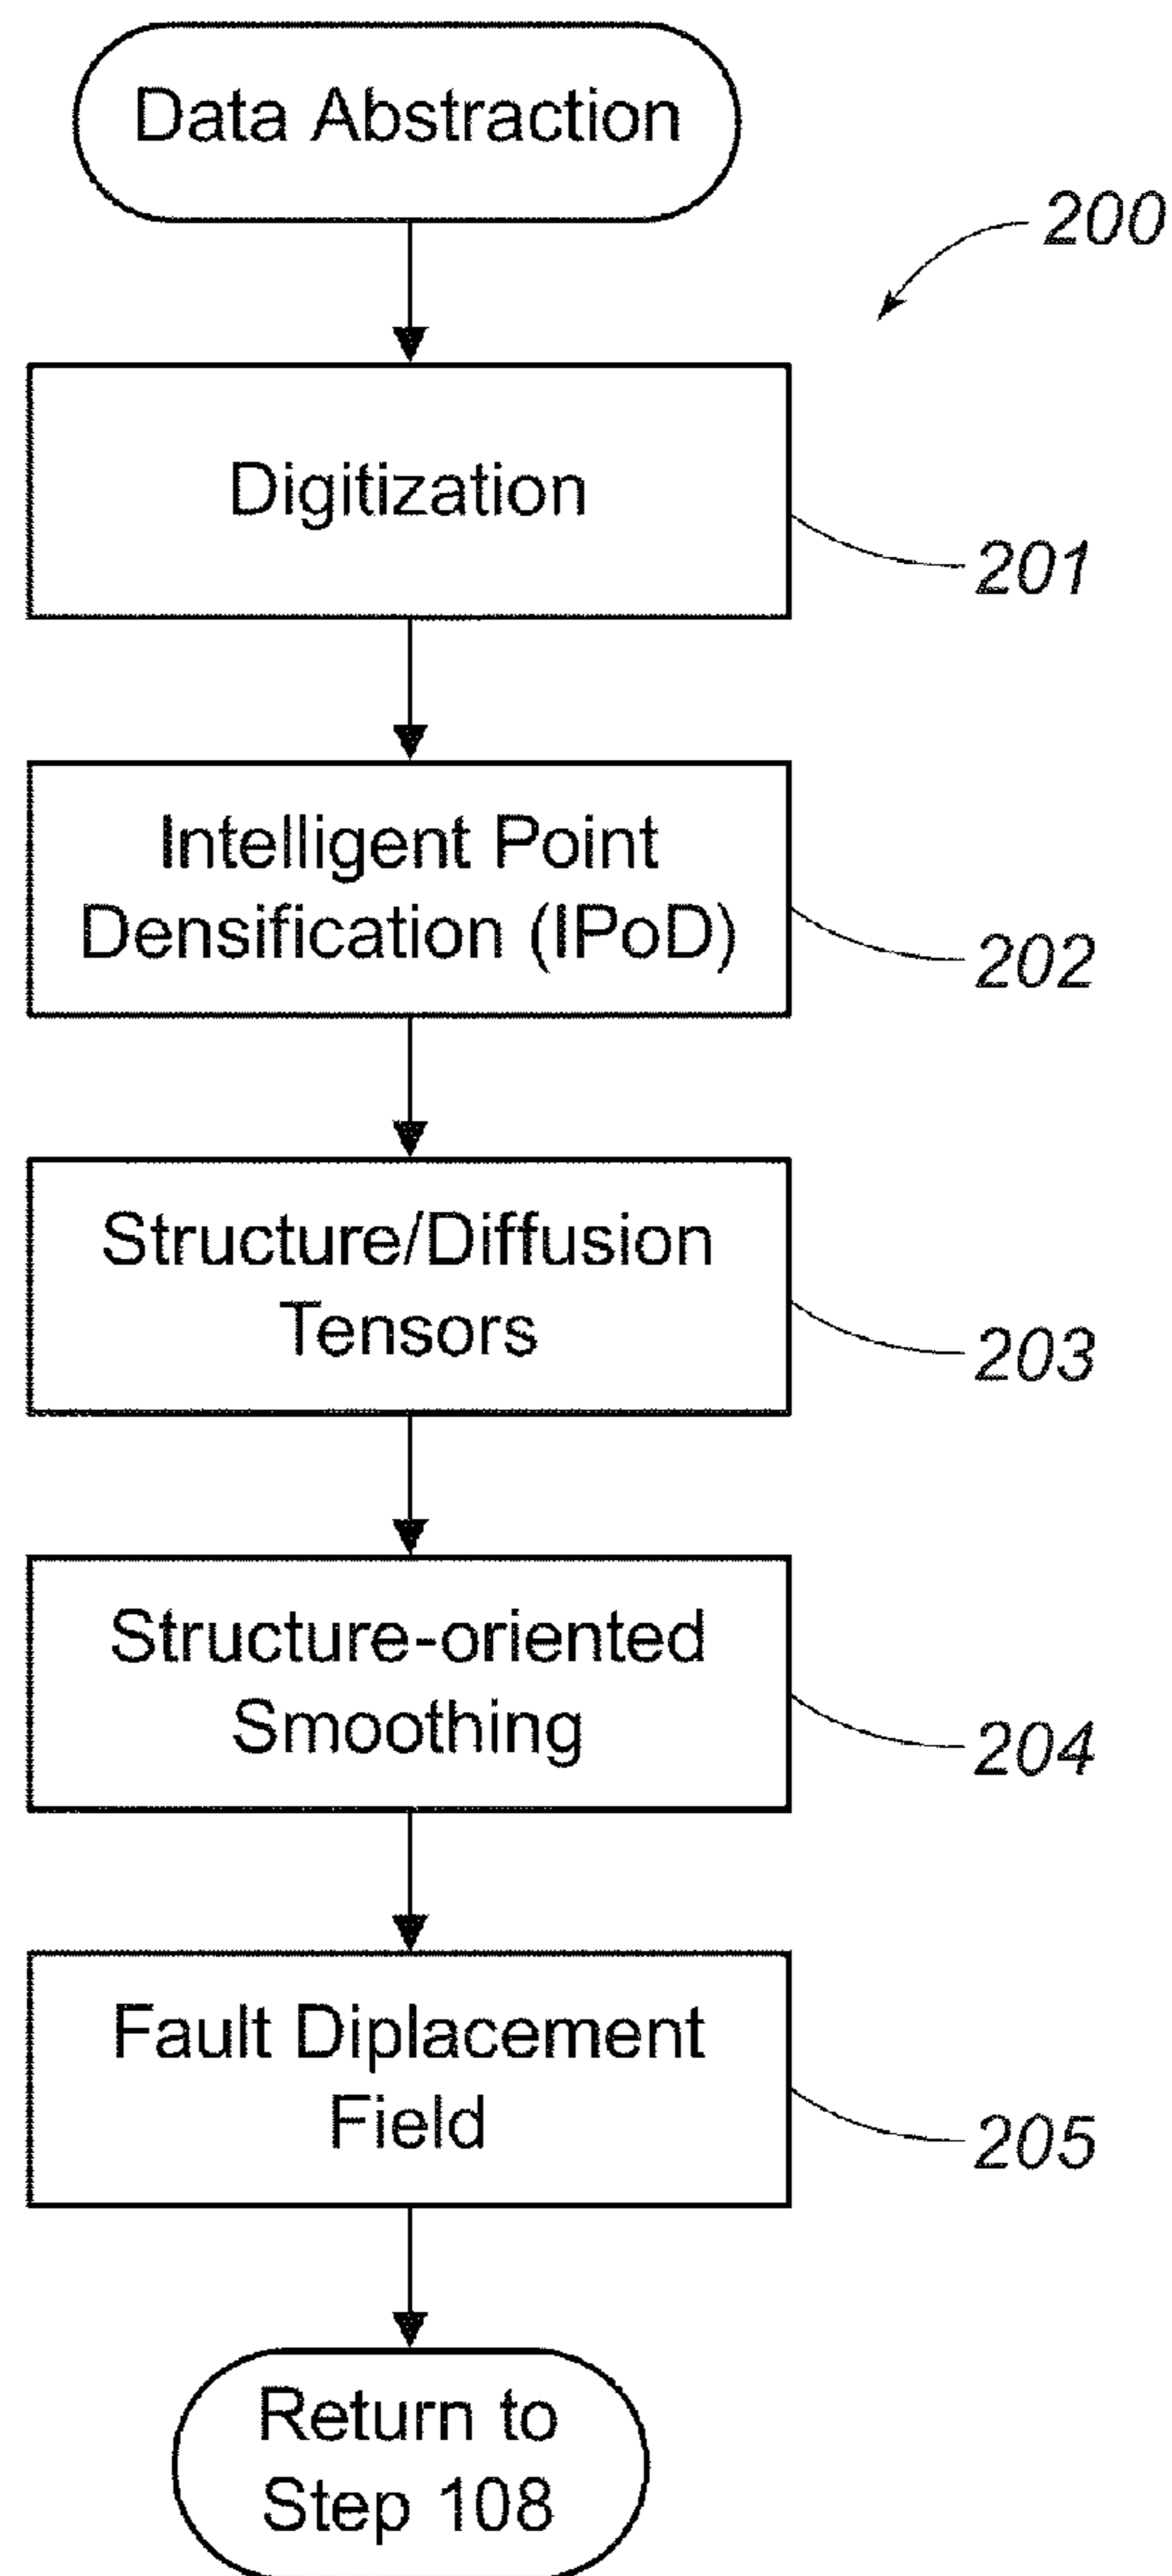 Data Abstraction
200
Digitization
201
Intelligent Point
Densification (IPoD)
202
Structure/Diffusion
Tensors
203
Structure-oriented
Smoothing
204
Fault Diplacement
Field
205
Return to
Step 108